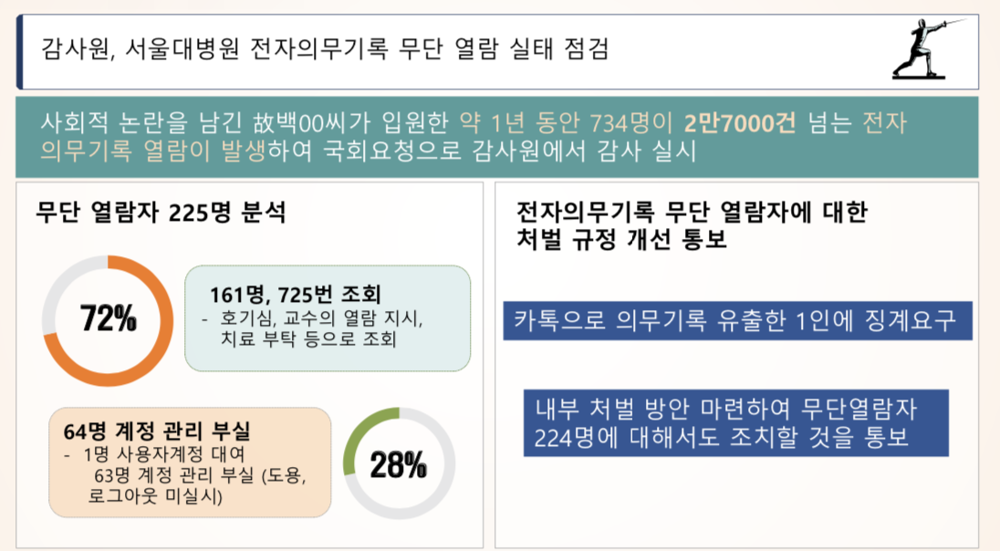 감사원, 서울대병원 전자의무기록 무단 열람 실태 점검
사회적 논란을 남긴 故백00씨가 입원한 약 1년 동안 734명이 2만7000건 넘는 전자
의무기록 열람이 발생하여 국회요청으로 감사원에서 감사 실시
무단 열람자 225명 분석
72%
161명, 725번 조회
- 호기심, 교수의 열람 지시,
치료 부탁 등으로 조회
64명 계정 관리 부실
- 1명 사용자계정 대여
63명 계정 관리 부실 (도용,
로그아웃 미실시)
28%
전자의무기록 무단 열람자에 대한
처벌 규정 개선 통보
카톡으로 의무기록 유출한 1인에 징계요구
내부 처벌 방안 마련하여 무단열람자
224명에 대해서도 조치할 것을 통보